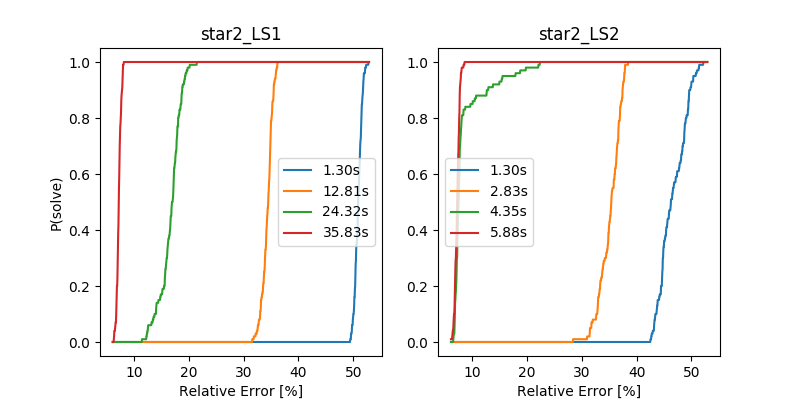 star2_LS1
star2_LS2
P(solve)
1.0
0.8
0.6
0.4
0.2
0.0
1.30s
12.81s
24.32s
35.83s
10 20 30 40 50
Relative Error [%]
1.0
0.8
0.6
0.4
0.2
0.0
1.30s
2.83s
4.35s
5.88s
10 20 30 40 50
Relative Error [%]